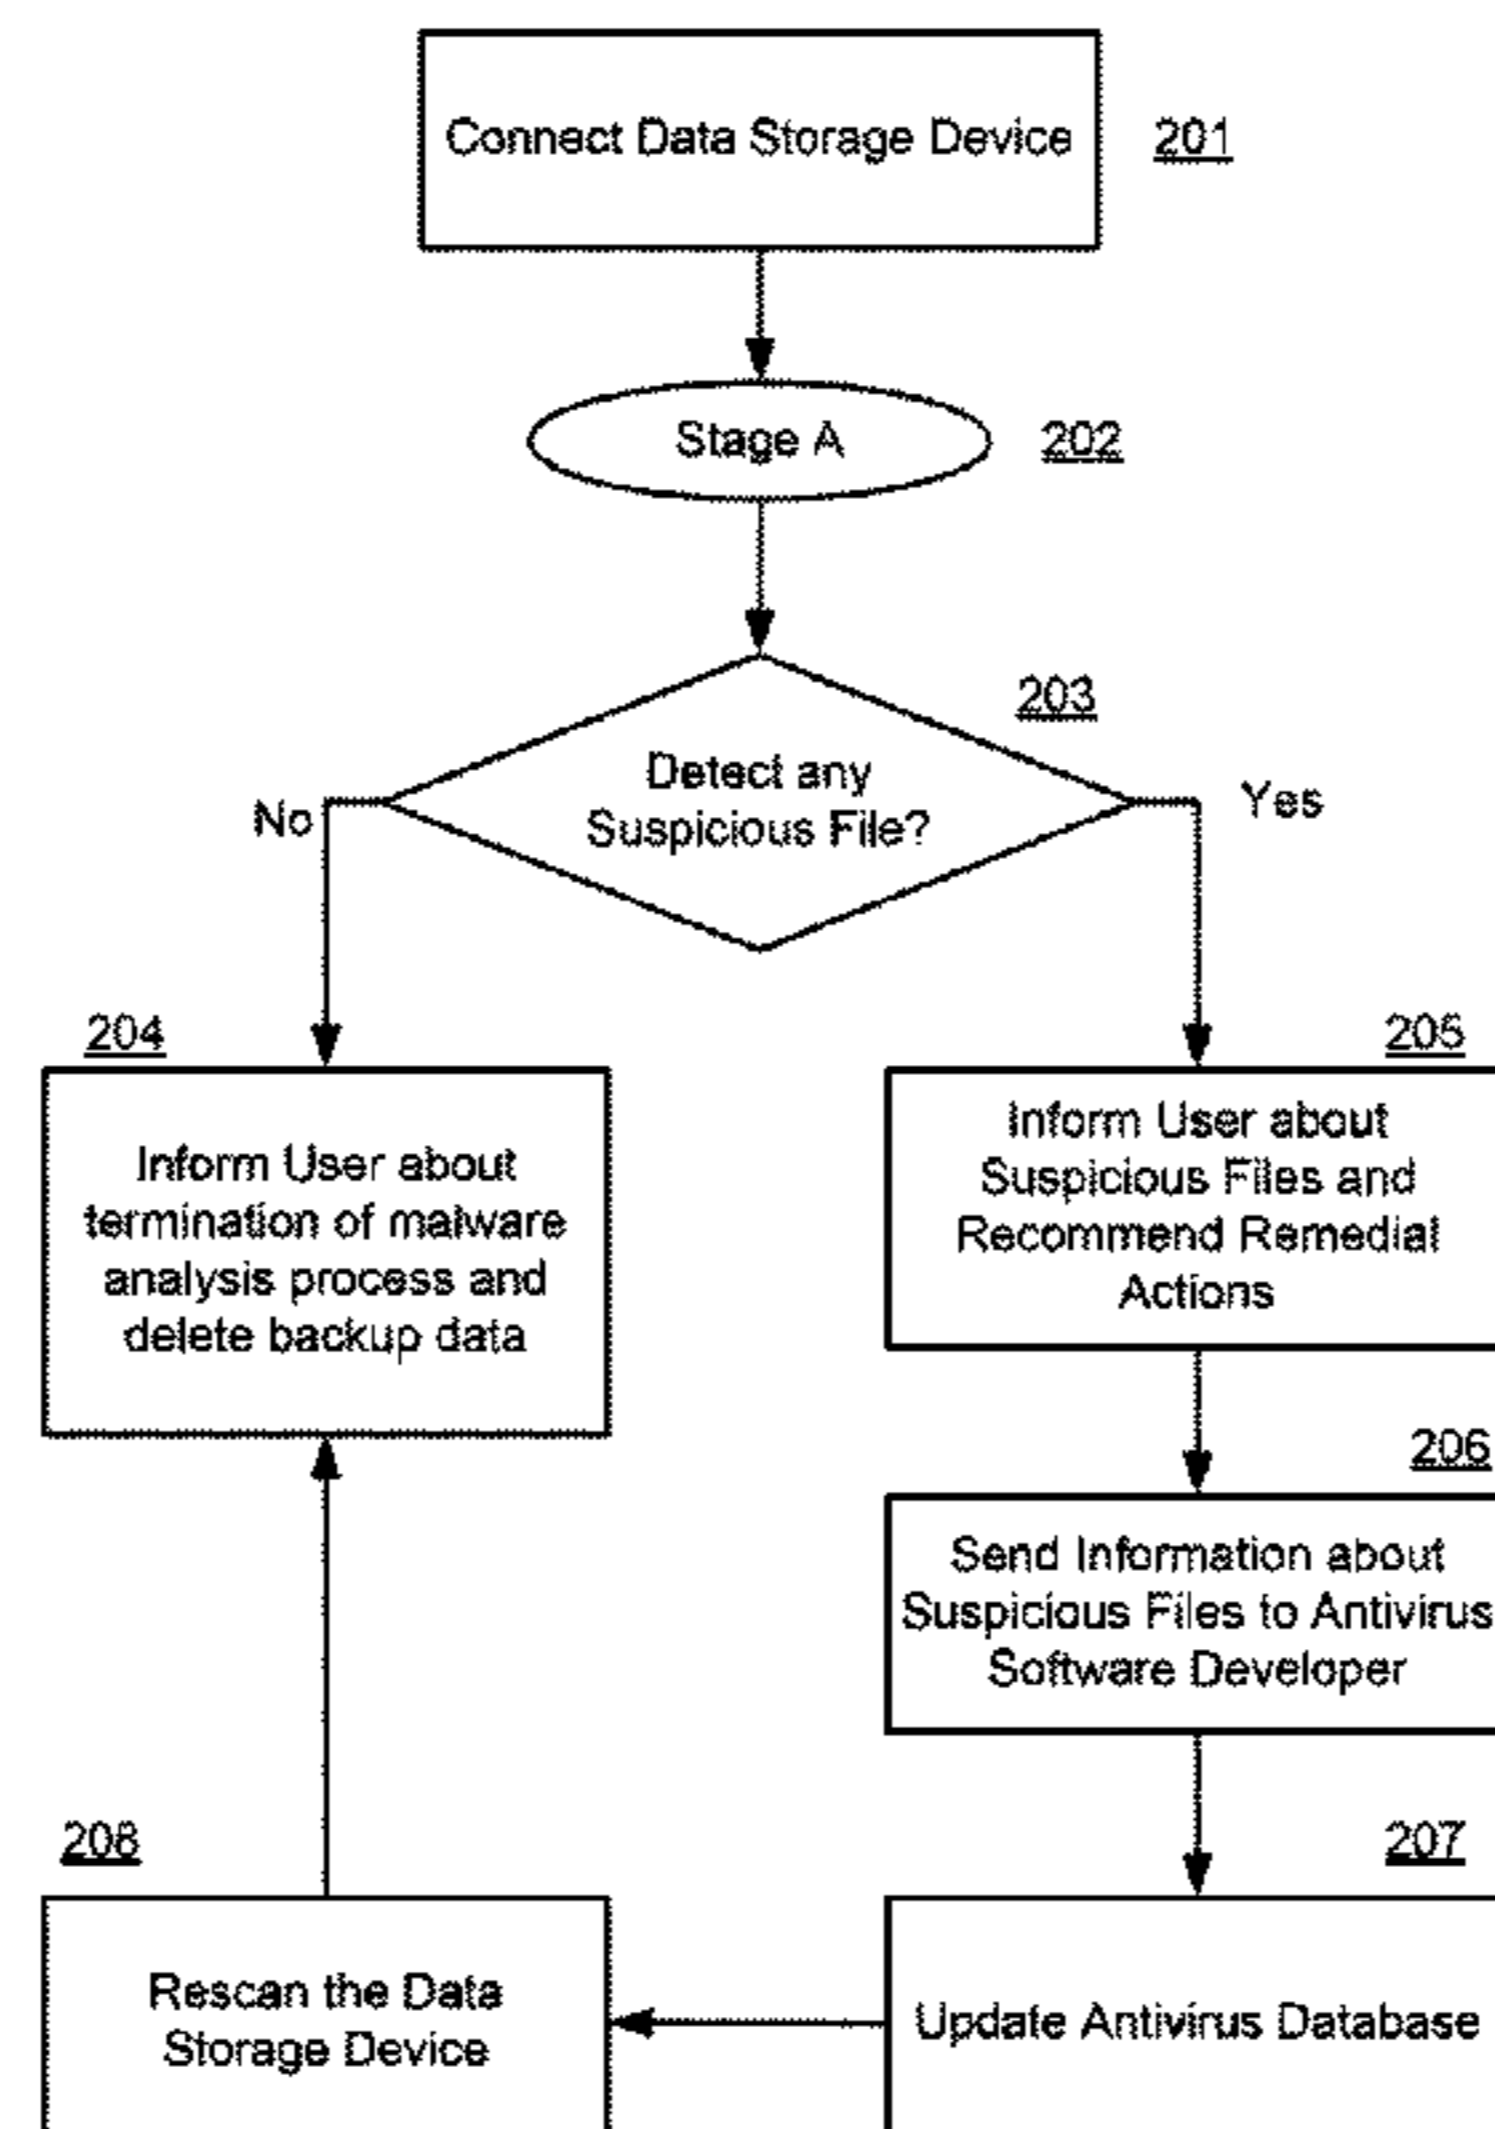 Connect Data Storage Device
201
Stage A
202
203
Detect any
Suspicious File?
No
Yes
204
Inform User about
termination of malware
analysis process and
delete backup data
205
Inform User about
Suspicious Files and
Recommend Remedial
Actions
206
Send Information about
Suspicious Files to Antivirus
Software Developer
208
Rescan the Data
Storage Device
207
Update Antivirus Database